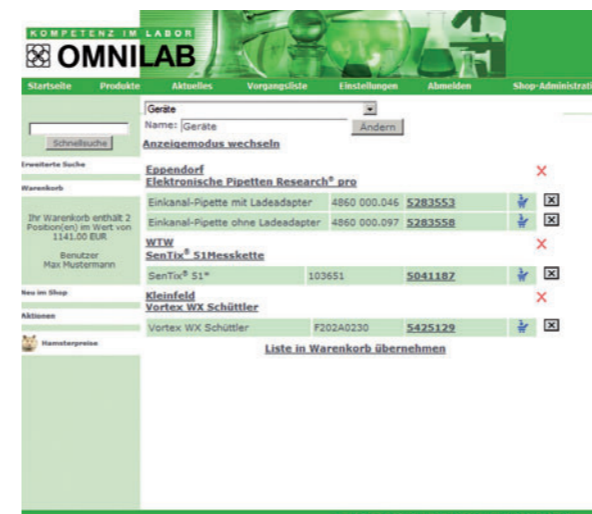 KOMPETENZ IM LABOR
OMNILAB
Startseite Produkte Aktuelles Vorgangsliste Einstellungen Abmelden Shop-Administrati
Geräte
Name: Geräte Ändern
Schnellsuche
Anzeigemodus wechseln
Erweiterte Suche
Warenkorb
Ihr Warenkorb enthält 2
Position(en) im Wert von
1141.00 EUR
Benutzer
Max Mustermann
Neu im Shop
Aktionen
Hamsterpreise
Eppendorf
Elektronische Pipetten Research® pro
Einkanal-Pipette mit Ladeadapter 4860 000.046 5283553
Einkanal-Pipette ohne Ladeadapter 4860 000.097 5283558
WTW
SenTix® 51Messkette
SenTix® 51* 103651 5041187
Kleinfeld
Vortex WX Schüttler
Vortex WX Schüttler F202A0230 5425129
Liste in Warenkorb übernehmen